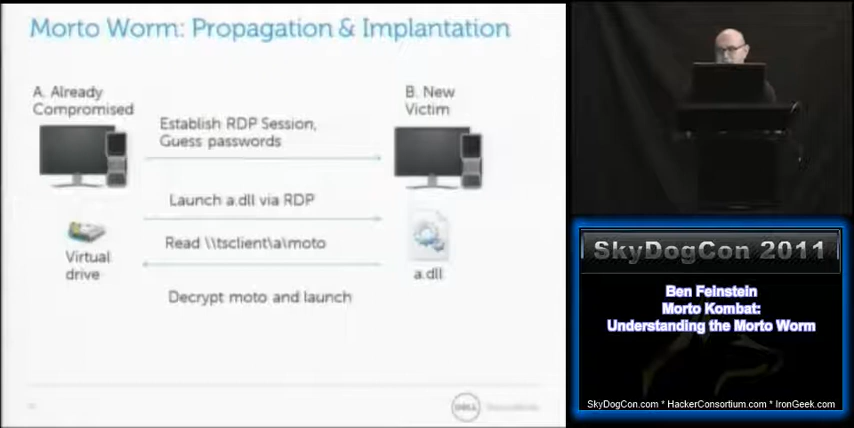 Morto Worm: Propagation & Implantation
A. Already
Compromised
B. New
Victim
Establish RDP Session,
Guess passwords
Launch a.dll via RDP
Read \\tsclient\a\moto
Virtual
drive
a.dll
Decrypt moto and launch
DELL
SkyDogCon 2011
Ben Feinstein
Morto Kombat:
Understanding the Morto Worm
SkyDogCon.com * HackerConsortium.com * IronGeek.com